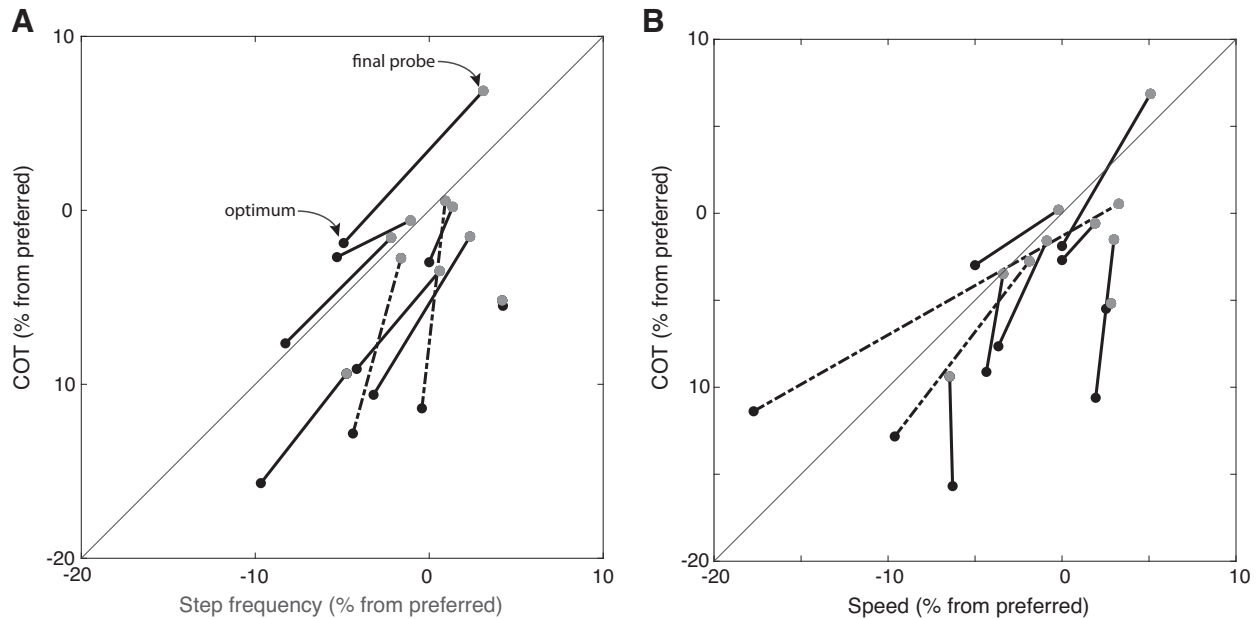 A
B
10
0
10
-20
-20
-10
0
10
COT (% from preferred)
Step frequency (% from preferred)
final probe
optimum
10
0
10
-20
-20
-10
0
10
COT (% from preferred)
Speed (% from preferred)